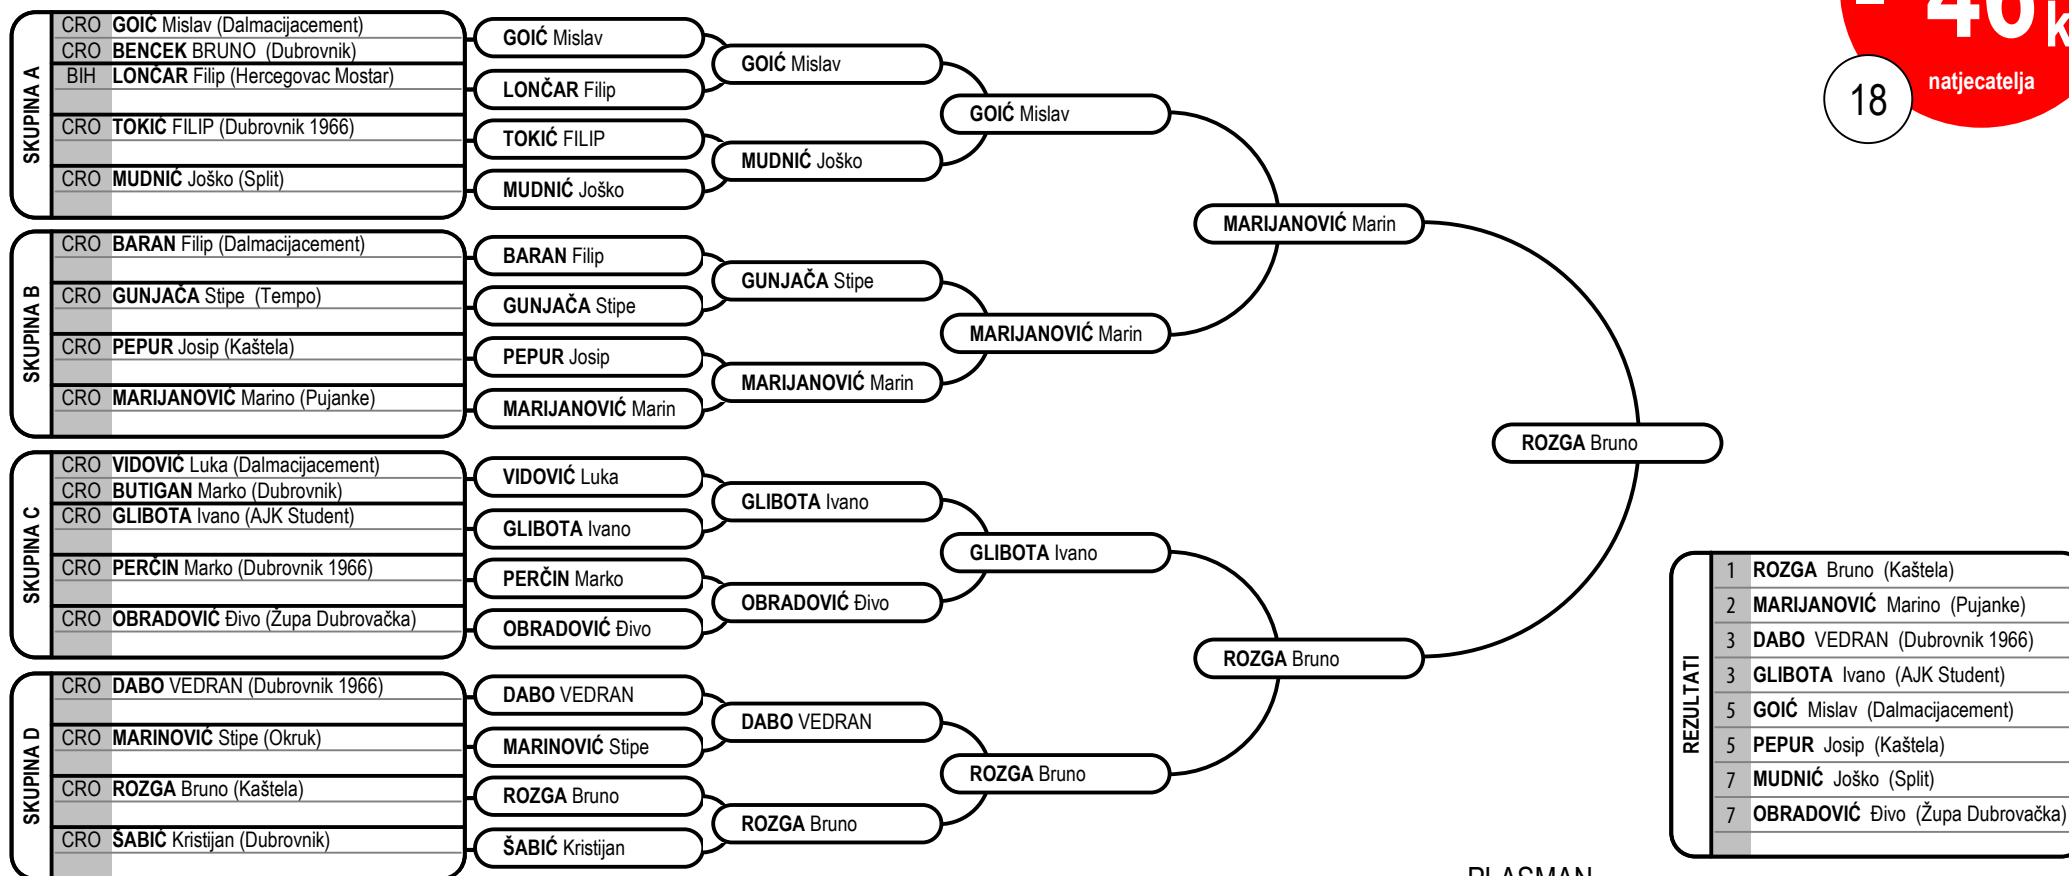 SKUPINA A
CRO GOIĆ Mislav (Dalmacijacement)
CRO BENCEK BRUNO (Dubrovnik)
BIH LONČAR Filip (Hercegovac Mostar)
CRO TOKIĆ FILIP (Dubrovnik 1966)
CRO MUDNIĆ Joško (Split)
SKUPINA B
CRO BARAN Filip (Dalmacijacement)
CRO GUNJAČA Stipe (Tempo)
CRO PEPUR Josip (Kaštela)
CRO MARIJANOVIĆ Marino (Pujanke)
SKUPINA C
CRO VIDOVIĆ Luka (Dalmacijacement)
CRO BUTIGAN Marko (Dubrovnik)
CRO GLIBOTA Ivano (AJK Student)
CRO PERČIN Marko (Dubrovnik 1966)
CRO OBRADOVIĆ Đivo (Župa Dubrovačka)
SKUPINA D
CRO DABO VEDRAN (Dubrovnik 1966)
CRO MARINOVIĆ Stipe (Okruk)
CRO ROZGA Bruno (Kaštela)
CRO ŠABIĆ Kristijan (Dubrovnik)
GOIĆ Mislav
LONČAR Filip
TOKIĆ FILIP
MUDNIĆ Joško
BARAN Filip
GUNJAČA Stipe
PEPUR Josip
MARIJANOVIĆ Marin
VIDOVIĆ Luka
GLIBOTA Ivano
PERČIN Marko
OBRADOVIĆ Đivo
DABO VEDRAN
MARINOVIĆ Stipe
ROZGA Bruno
ŠABIĆ Kristijan
GOIĆ Mislav
MUDNIĆ Joško
GUNJAČA Stipe
MARIJANOVIĆ Marin
GLIBOTA Ivano
OBRADOVIĆ Đivo
DABO VEDRAN
ROZGA Bruno
GOIĆ Mislav
MARIJANOVIĆ Marin
GLIBOTA Ivano
ROZGA Bruno
MARIJANOVIĆ Marin
ROZGA Bruno
ROZGA Bruno
- 46 k
natjecatelja
18
REZULTATI
1 ROZGA Bruno (Kaštela)
2 MARIJANOVIĆ Marino (Pujanke)
3 DABO VEDRAN (Dubrovnik 1966)
3 GLIBOTA Ivano (AJK Student)
5 GOIĆ Mislav (Dalmacijacement)
5 PEPUR Josip (Kaštela)
7 MUDNIĆ Joško (Split)
7 OBRADOVIĆ Đivo (Župa Dubrovačka)
PLASMAN